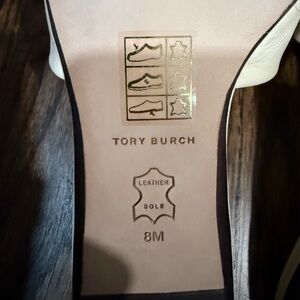 TORY BURCH
LEATHER
SOLE
8M